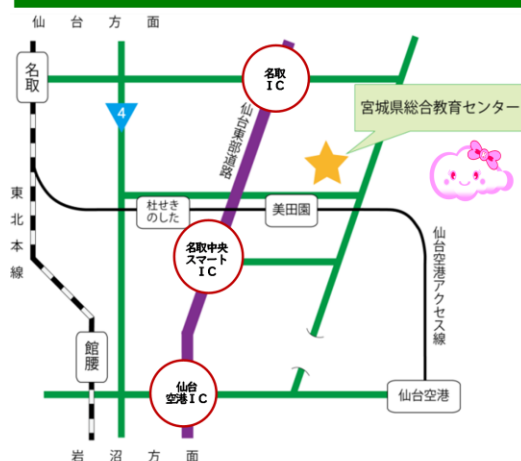 仙台方面
名取
名取
IC
4
宮城県総合教育センター
仙台東部道路
杜せき
のした
美田園
東北本線
名取中央
スマート
IC
仙台空港アクセス線
館腰
仙台
空港IC
仙台空港
岩沼方面